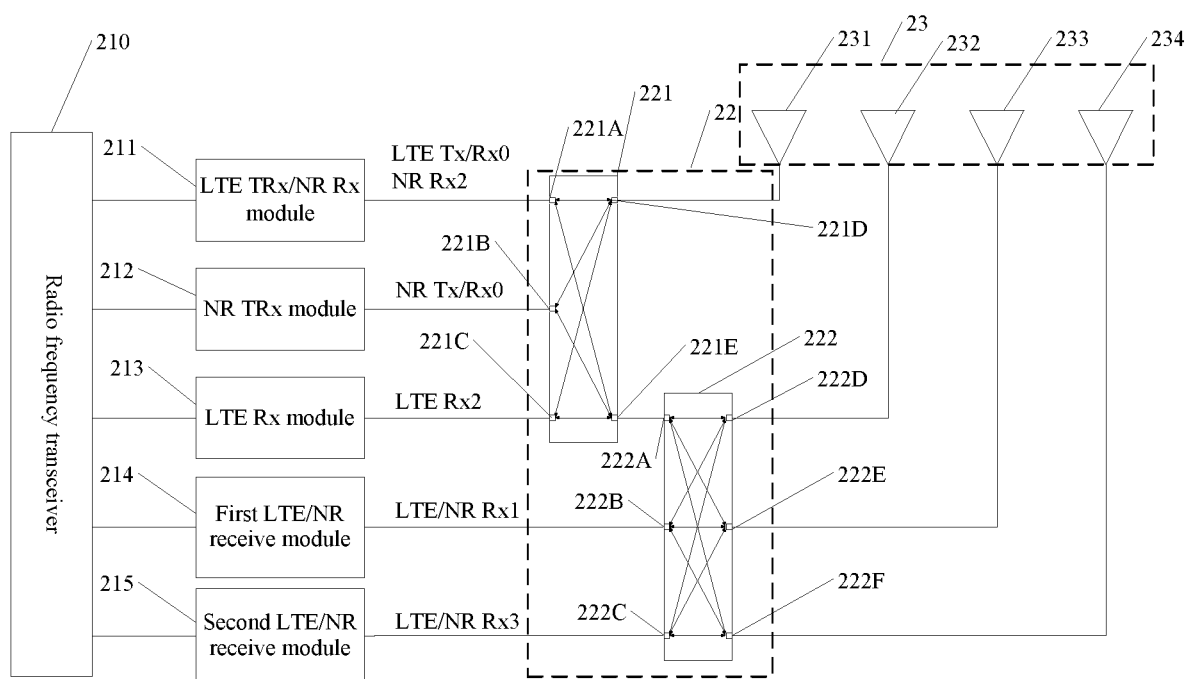 210
23
231
232
233
234
221
22
221A
211
LTE TRx/NR Rx
module
LTE Tx/Rx0
NR Rx2
221D
221B
212
NR TRx module
NR Tx/Rx0
221C
221E
222
222D
213
LTE Rx module
LTE Rx2
222A
214
First LTE/NR
receive module
LTE/NR Rx1
222B
222E
215
Second LTE/NR
receive module
LTE/NR Rx3
222C
222F
Radio frequency transceiver